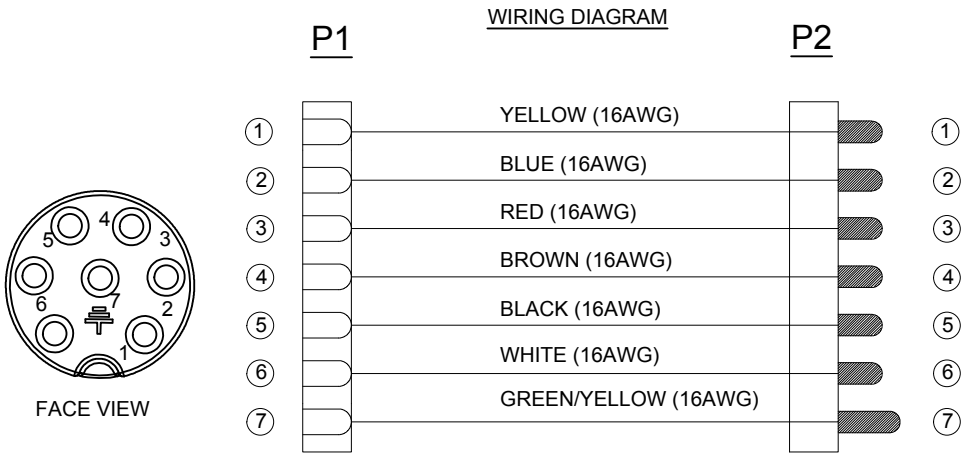 WIRING DIAGRAM
P1
P2
1 YELLOW (16AWG) 1
2 BLUE (16AWG) 2
3 RED (16AWG) 3
4 BROWN (16AWG) 4
5 BLACK (16AWG) 5
6 WHITE (16AWG) 6
7 GREEN/YELLOW (16AWG) 7
5 4 3
6 7 2
1
FACE VIEW